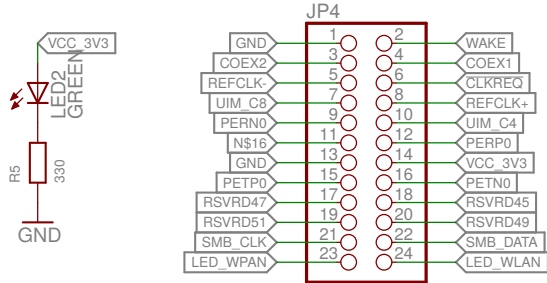 JP4
VCC_3V3
LED2
GREEN
R5
330
GND
GND 1 2 WAKE
COEX2 3 4 COEX1
REFCLK- 5 6 CLKREQ
UIM_C8 7 8 REFCLK+
PERN0 9 10 UIM_C4
N$16 11 12 PERP0
GND 13 14 VCC_3V3
PETP0 15 16 PETN0
RSVRD47 17 18 RSVRD45
RSVRD51 19 20 RSVRD49
SMB_CLK 21 22 SMB_DATA
LED_WPAN 23 24 LED_WLAN